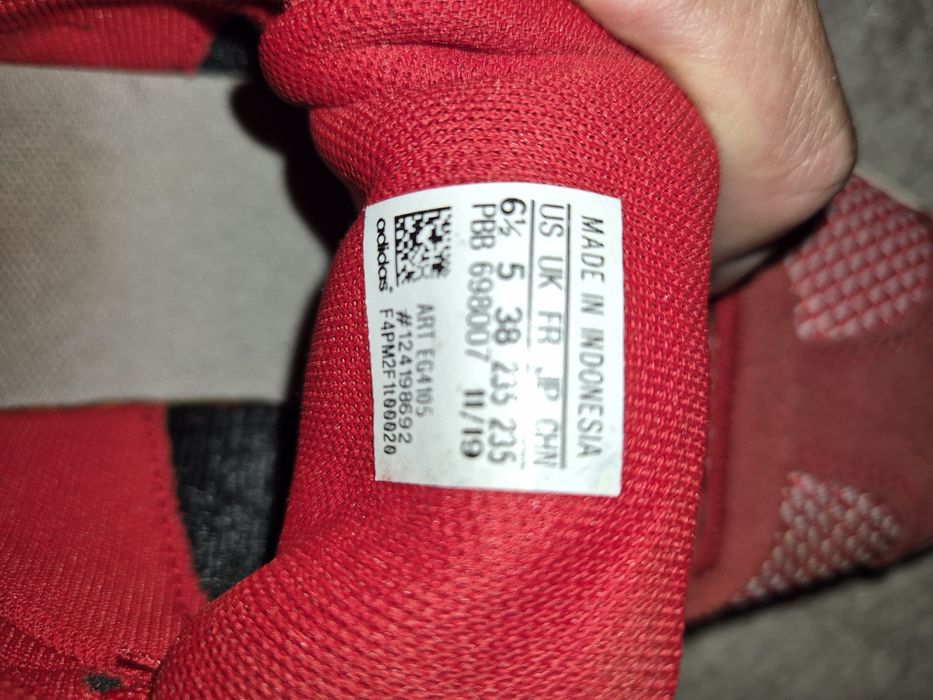 MADE IN INDONESIA
US UK FR JP CHN
6½ 5 38 235 235
PBB 698007 11/19
ART EG4105
#124198692
F4PM2F1t00020
adidas